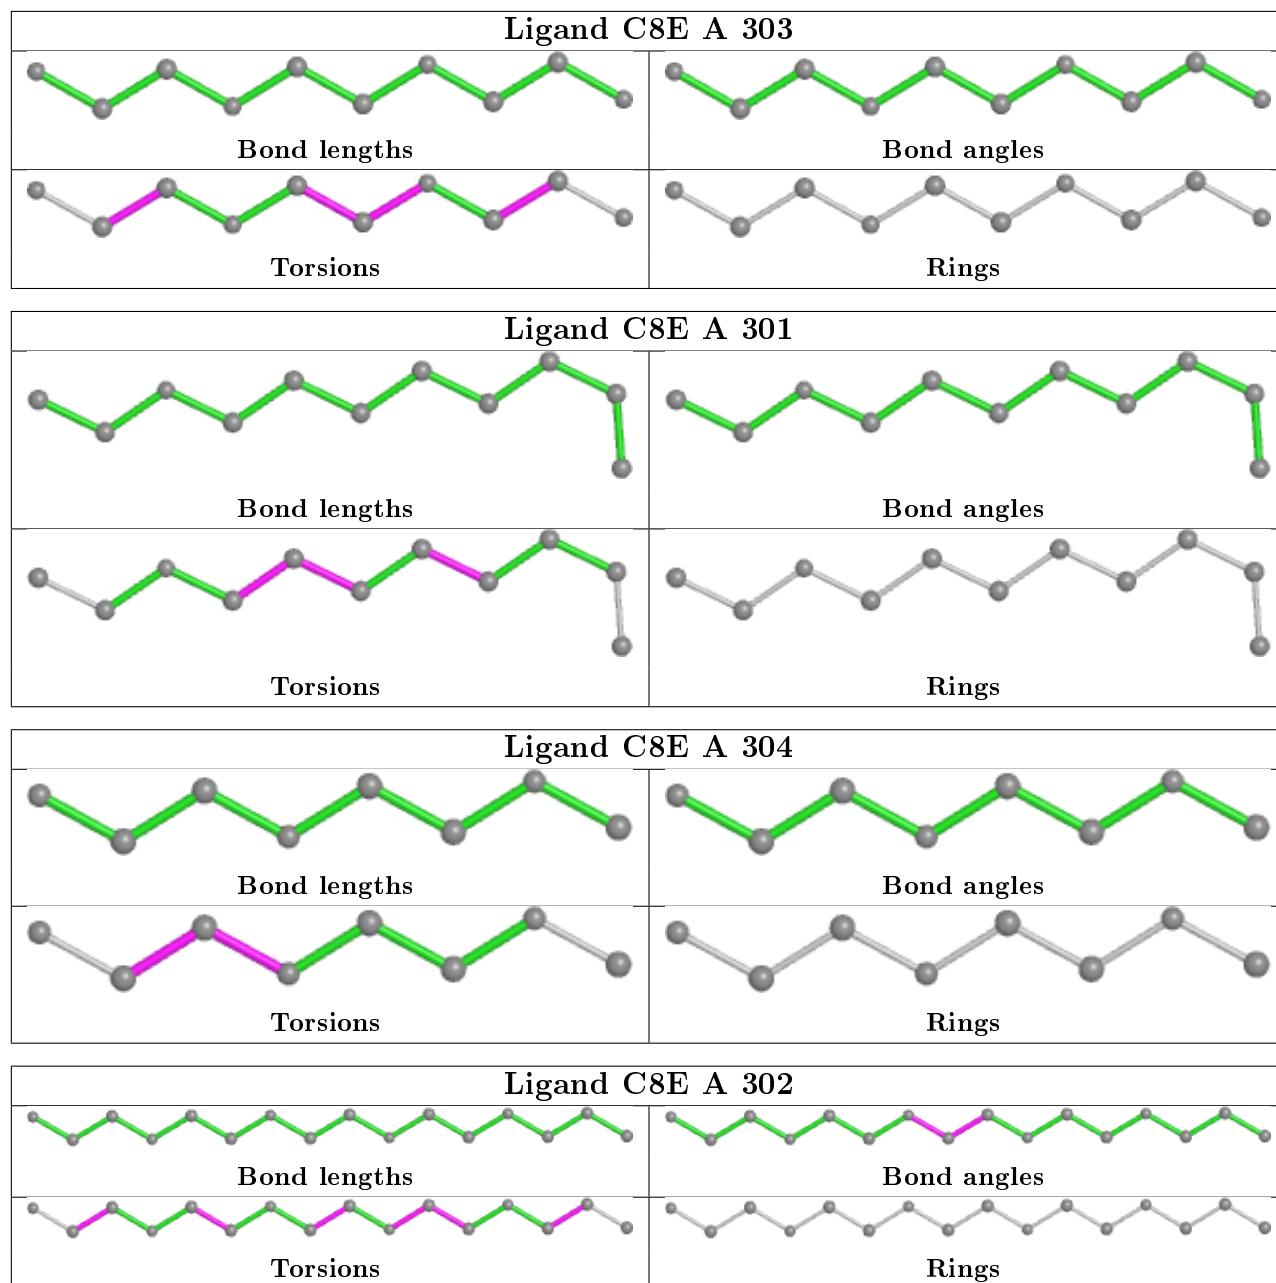 Ligand C8E A 303
Bond lengths
Bond angles
Torsions
Rings
Ligand C8E A 301
Bond lengths
Bond angles
Torsions
Rings
Ligand C8E A 304
Bond lengths
Bond angles
Torsions
Rings
Ligand C8E A 302
Bond lengths
Bond angles
Torsions
Rings